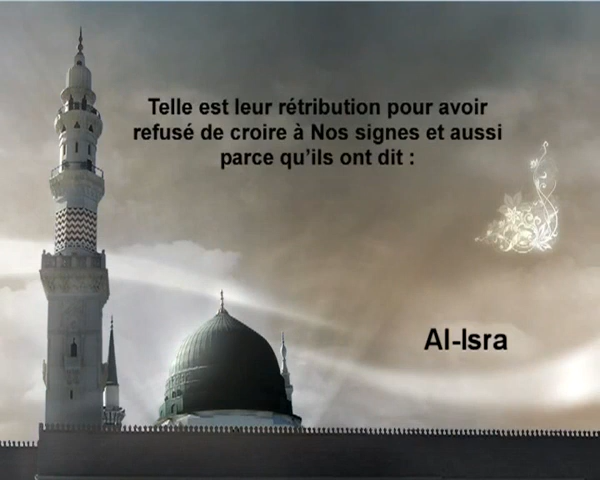 Telle est leur rétribution pour avoir
refusé de croire à Nos signes et aussi
parce qu'ils ont dit :
Al-Isra